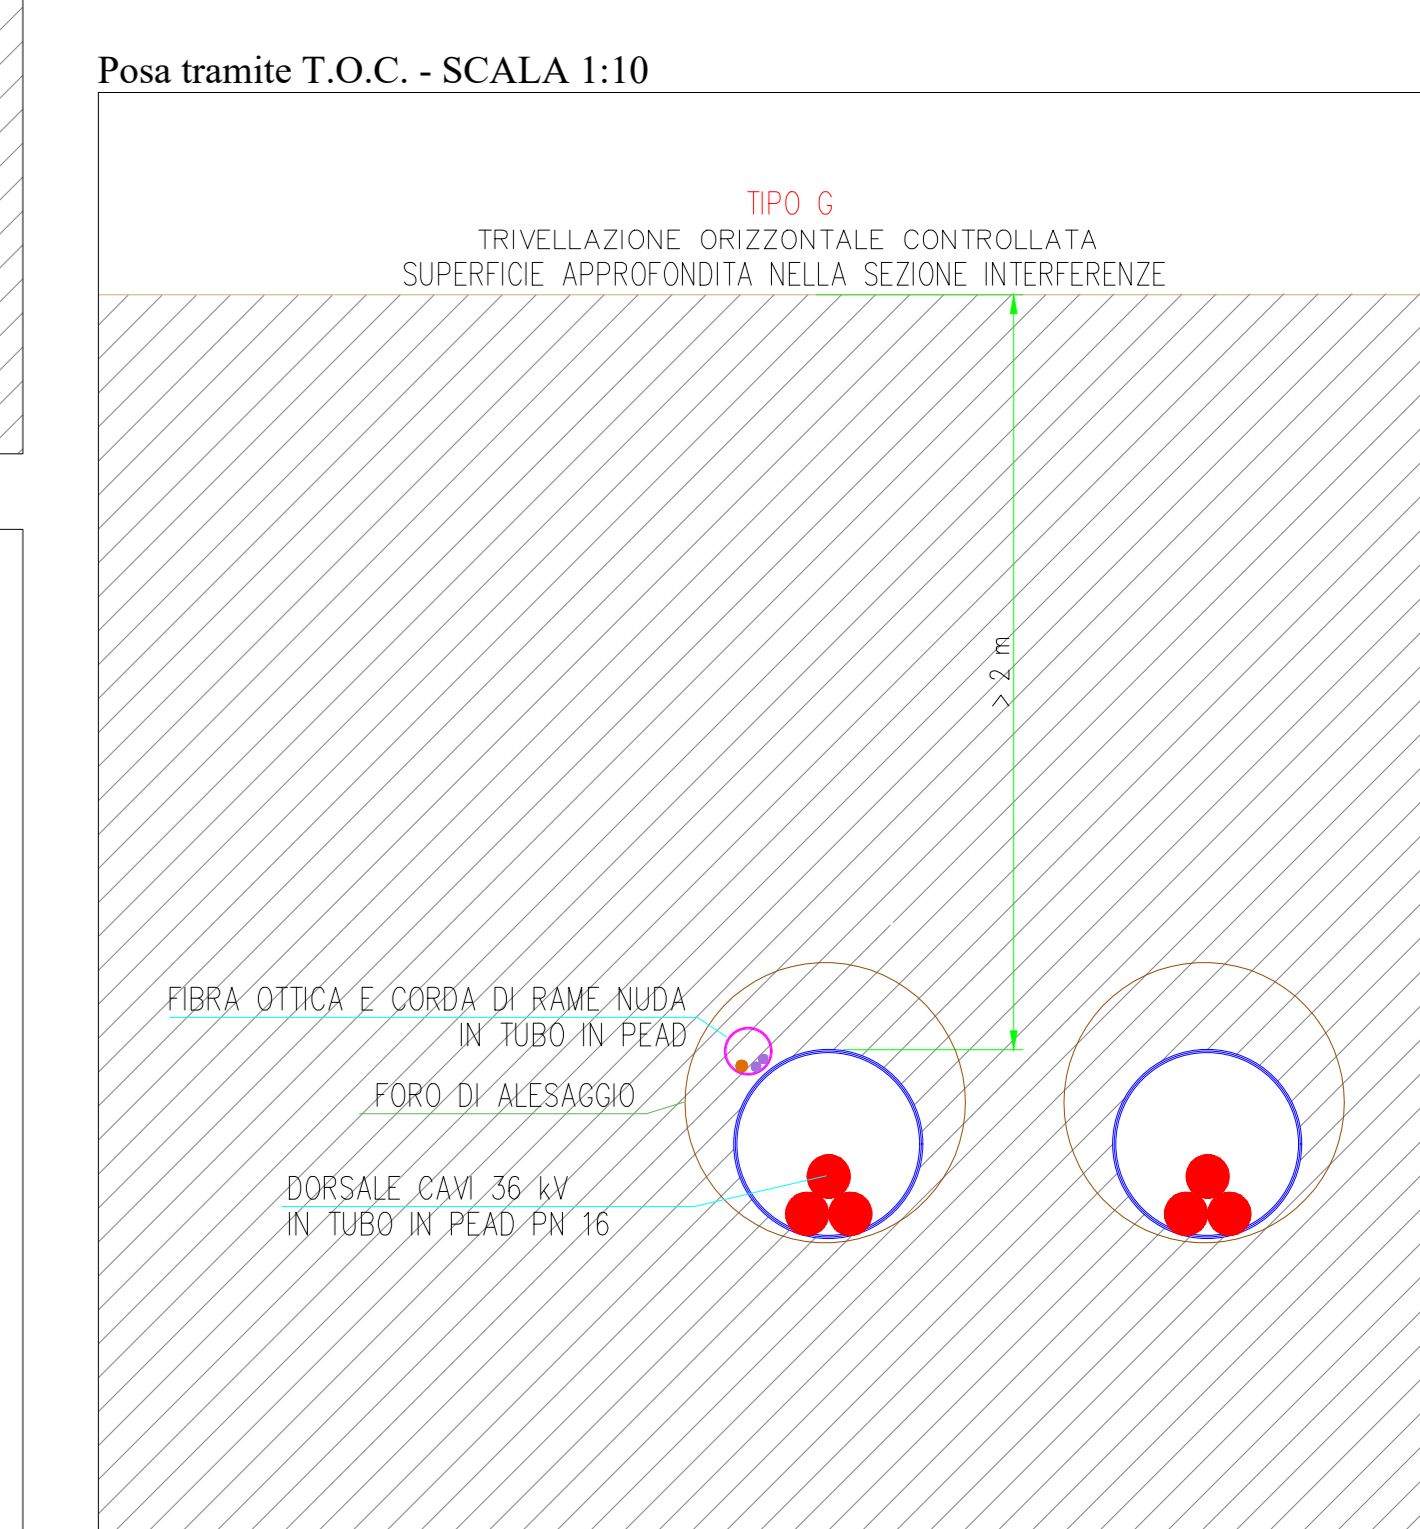 Posa tramite T.O.C. - SCALA 1:10
TIPO G
TRIVELLAZIONE ORIZZONTALE CONTROLLATA
SUPERFICIE APPROFONDITA NELLA SEZIONE INTERFERENZE
> 2 m
FIBRA OTTICA E CORDA DI RAME NUDA
IN TUBO IN PEAD
FORO DI ALESAGGIO
DORSALE CAVI 36 kV
IN TUBO IN PEAD PN 16